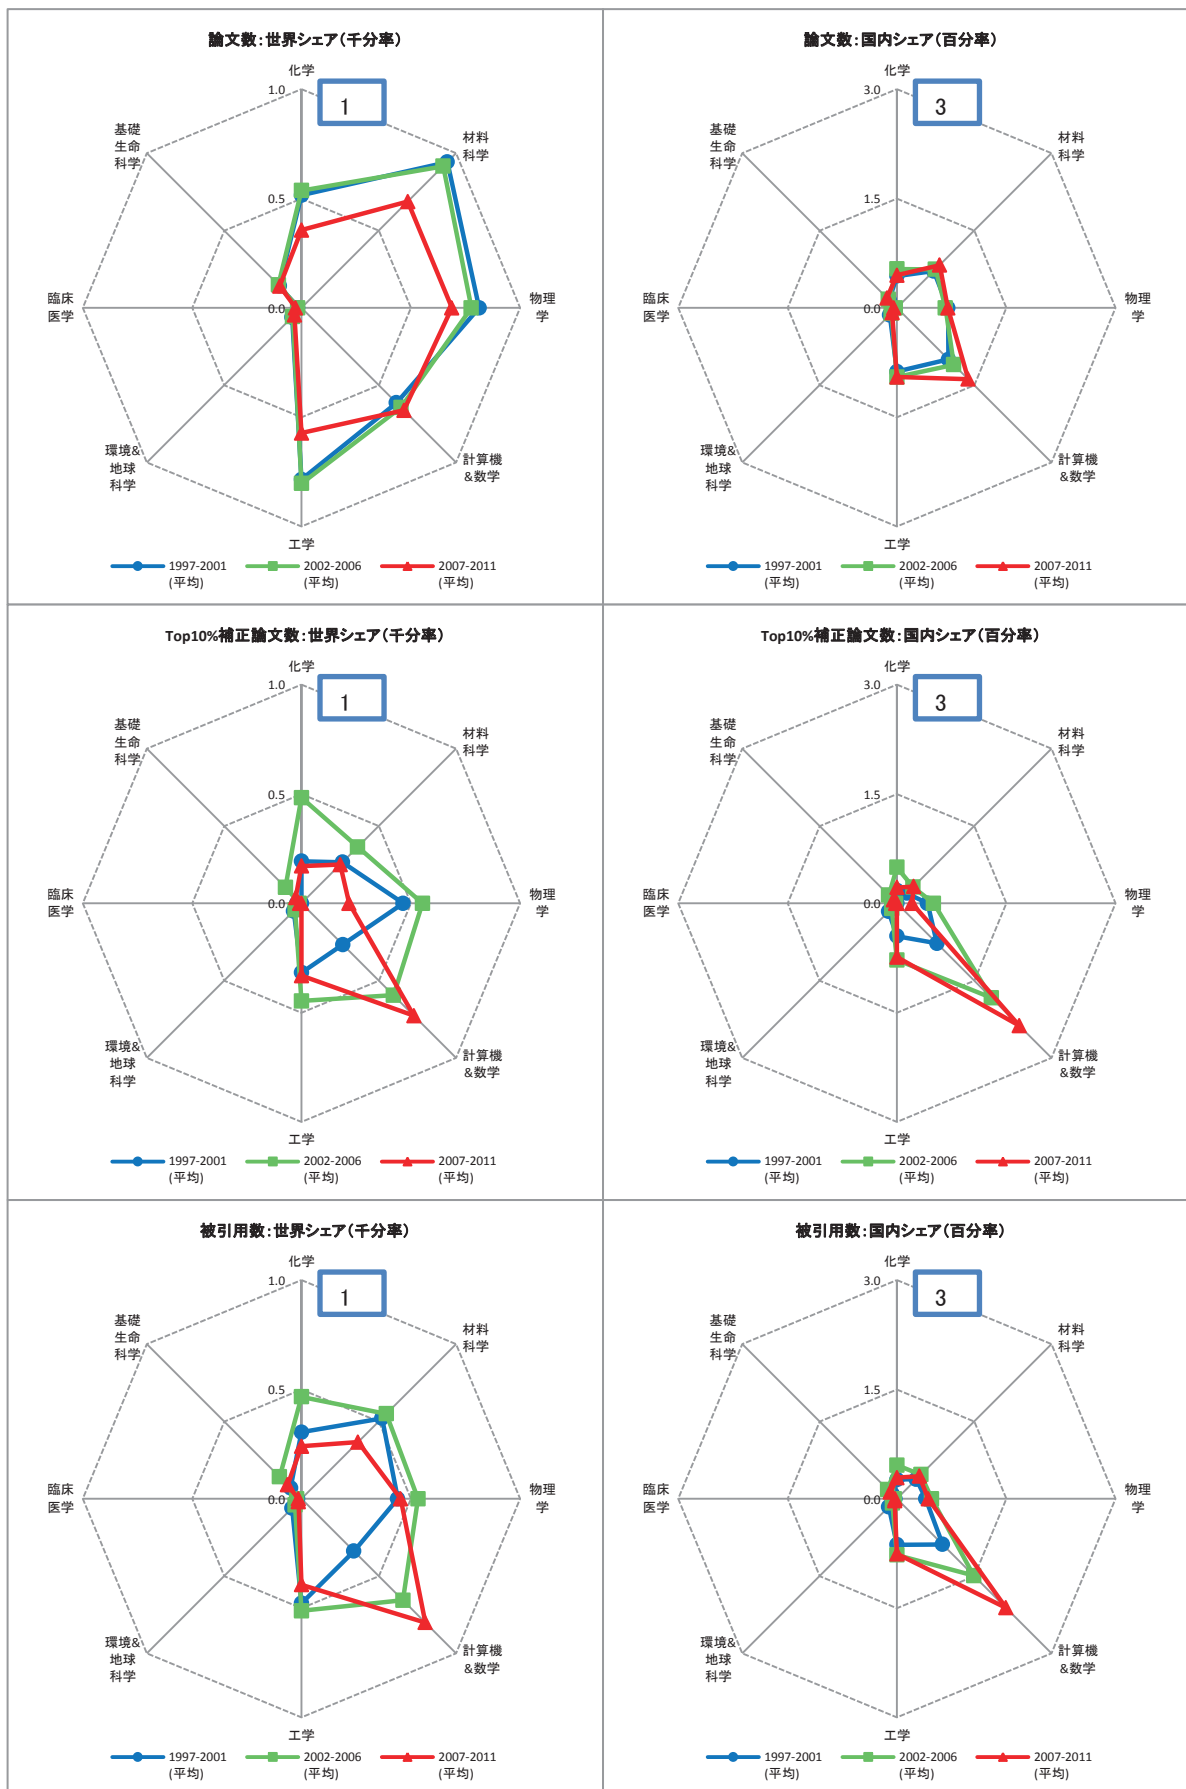 論文数：世界シェア（千分率）
化学
1.0
1
材料
科学
基礎
生命
科学
0.5
臨床
医学
0.0
物理
学
環境&
地球
科学
計算機
&数学
工学
1997-2001
(平均)
2002-2006
(平均)
2007-2011
(平均)
論文数：国内シェア（百分率）
化学
3.0
3
材料
科学
基礎
生命
科学
1.5
臨床
医学
0.0
物理
学
環境&
地球
科学
計算機
&数学
工学
1997-2001
(平均)
2002-2006
(平均)
2007-2011
(平均)
Top10%補正論文数：世界シェア（千分率）
化学
1.0
1
材料
科学
基礎
生命
科学
0.5
臨床
医学
0.0
物理
学
環境&
地球
科学
計算機
&数学
工学
1997-2001
(平均)
2002-2006
(平均)
2007-2011
(平均)
Top10%補正論文数：国内シェア（百分率）
化学
3.0
3
材料
科学
基礎
生命
科学
1.5
臨床
医学
0.0
物理
学
環境&
地球
科学
計算機
&数学
工学
1997-2001
(平均)
2002-2006
(平均)
2007-2011
(平均)
被引用数：世界シェア（千分率）
化学
1.0
1
材料
科学
基礎
生命
科学
0.5
臨床
医学
0.0
物理
学
環境&
地球
科学
計算機
&数学
工学
1997-2001
(平均)
2002-2006
(平均)
2007-2011
(平均)
被引用数：国内シェア（百分率）
化学
3.0
3
材料
科学
基礎
生命
科学
1.5
臨床
医学
0.0
物理
学
環境&
地球
科学
計算機
&数学
工学
1997-2001
(平均)
2002-2006
(平均)
2007-2011
(平均)